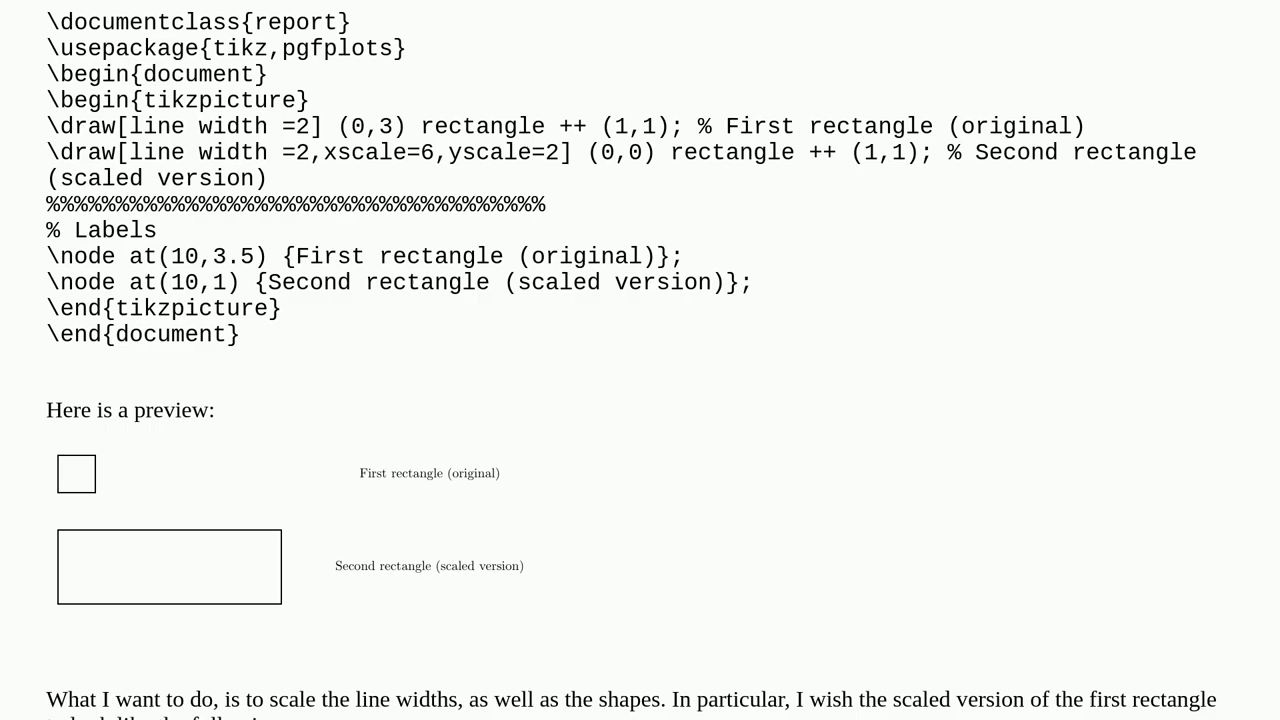 \documentclass{report}
\usepackage{tikz,pgfplots}
\begin{document}
\begin{tikzpicture}
\draw[line width =2] (0,3) rectangle ++ (1,1); % First rectangle (original)
\draw[line width =2,xscale=6,yscale=2] (0,0) rectangle ++ (1,1); % Second rectangle
(scaled version)
%%%%%%%%%%%%%%%%%%%%%%%%%%%%%%%%%%%%
% Labels
\node at(10,3.5) {First rectangle (original)};
\node at(10,1) {Second rectangle (scaled version)};
\end{tikzpicture}
\end{document}
Here is a preview:
First rectangle (original)
Second rectangle (scaled version)
What I want to do, is to scale the line widths, as well as the shapes. In particular, I wish the scaled version of the first rectangle